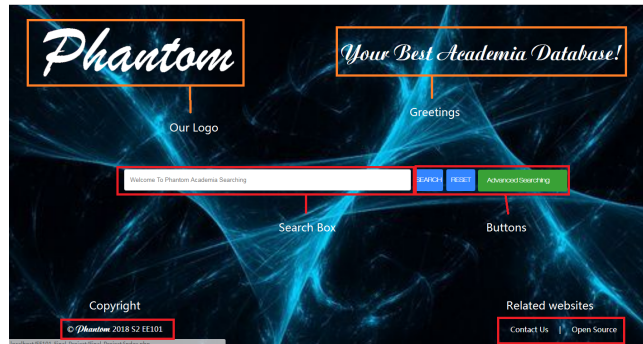 Phantom
Your Best Academia Database!
Our Logo
Greetings
Welcome To Phantom Academia Searching
SEARCH
RESET
Advanced Searching
Search Box
Buttons
Copyright
Related websites
© Phantom 2018 S2 EE101
Contact Us | Open Source